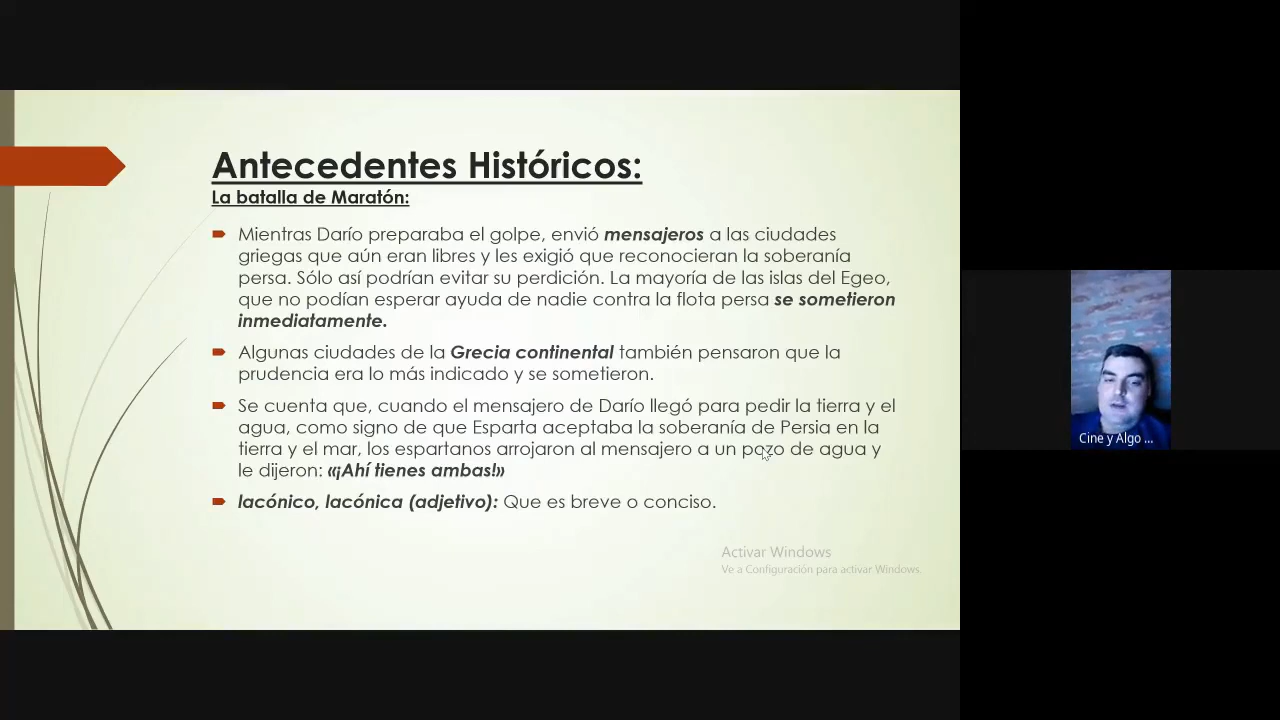 Antecedentes Históricos:
La batalla de Maratón:
Mientras Darío preparaba el golpe, envió mensajeros a las ciudades
griegas que aún eran libres y les exigió que reconocieran la soberanía
persa. Sólo así podrían evitar su perdición. La mayoría de las islas del Egeo,
que no podían esperar ayuda de nadie contra la flota persa se sometieron
inmediatamente.
Algunas ciudades de la Grecia continental también pensaron que la
prudencia era lo más indicado y se sometieron.
Se cuenta que, cuando el mensajero de Darío llegó para pedir la tierra y el
agua, como signo de que Esparta aceptaba la soberanía de Persia en la
tierra y el mar, los espartanos arrojaron al mensajero a un pozo de agua y
le dijeron: «¡Ahí tienes ambas!»
lacónico, lacónica (adjetivo): Que es breve o conciso.
Activar Windows
Ve a Configuración para activar Windows.
Cine y Algo ...